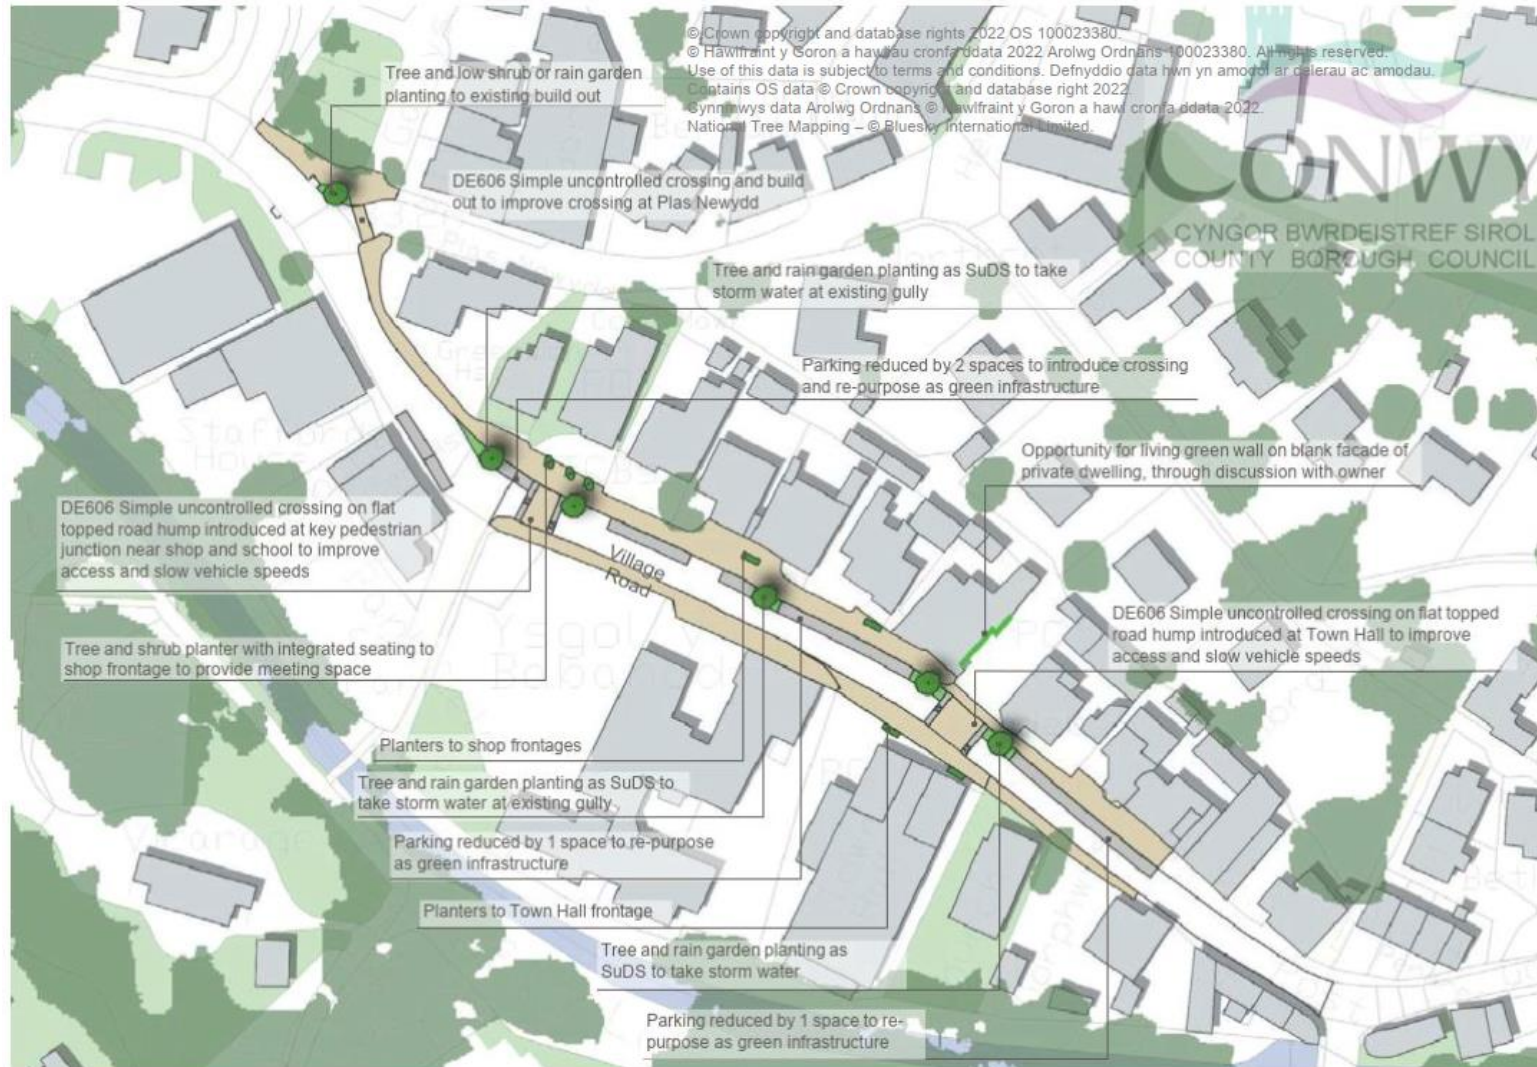 © Crown copyright and database rights 2022 OS 100023380.
© Hawlfraint y Goron a hawliau cronfa ddata 2022 Arolwg Ordnans 100023380. All rights reserved.
Use of this data is subject to terms and conditions. Defnyddio data hwn yn amodol ar delerau ac amodau.
Contains OS data © Crown copyright and database right 2022.
Cynnwys data Arolwg Ordnans © Hawlfraint y Goron a hawl cronfa ddata 2022.
National Tree Mapping – © Bluesky International Limited.
CONWY
CYNGOR BWRDEISTREF SIROL
COUNTY BOROUGH COUNCIL
Tree and low shrub or rain garden
planting to existing build out
DE606 Simple uncontrolled crossing and build
out to improve crossing at Plas Newydd
Tree and rain garden planting as SuDS to take
storm water at existing gully
Parking reduced by 2 spaces to introduce crossing
and re-purpose as green infrastructure
Opportunity for living green wall on blank facade of
private dwelling, through discussion with owner
DE606 Simple uncontrolled crossing on flat
topped road hump introduced at key pedestrian
junction near shop and school to improve
access and slow vehicle speeds
Village
Road
DE606 Simple uncontrolled crossing on flat topped
road hump introduced at Town Hall to improve
access and slow vehicle speeds
Tree and shrub planter with integrated seating to
shop frontage to provide meeting space
Planters to shop frontages
Tree and rain garden planting as SuDS to
take storm water at existing gully
Parking reduced by 1 space to re-purpose
as green infrastructure
Planters to Town Hall frontage
Tree and rain garden planting as
SuDS to take storm water
Parking reduced by 1 space to re-
purpose as green infrastructure